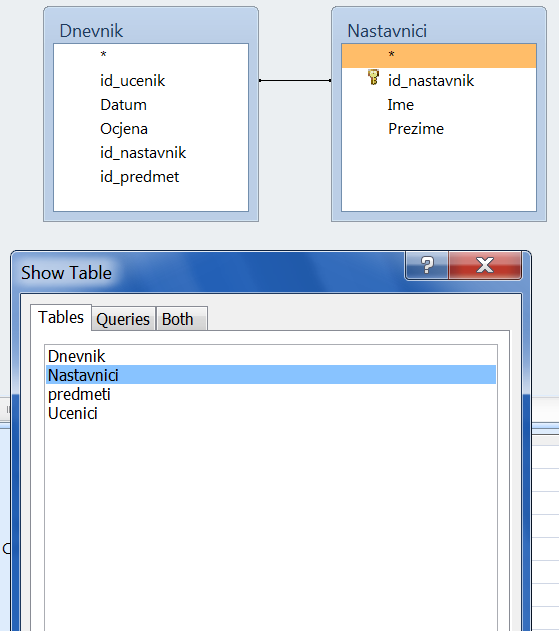 Dnevnik
*
id_ucenik
Datum
Ocjena
id_nastavnik
id_predmet
Nastavnici
*
id_nastavnik
Ime
Prezime
Show Table
?
Tables Queries Both
Dnevnik
Nastavnici
predmeti
Ucenici